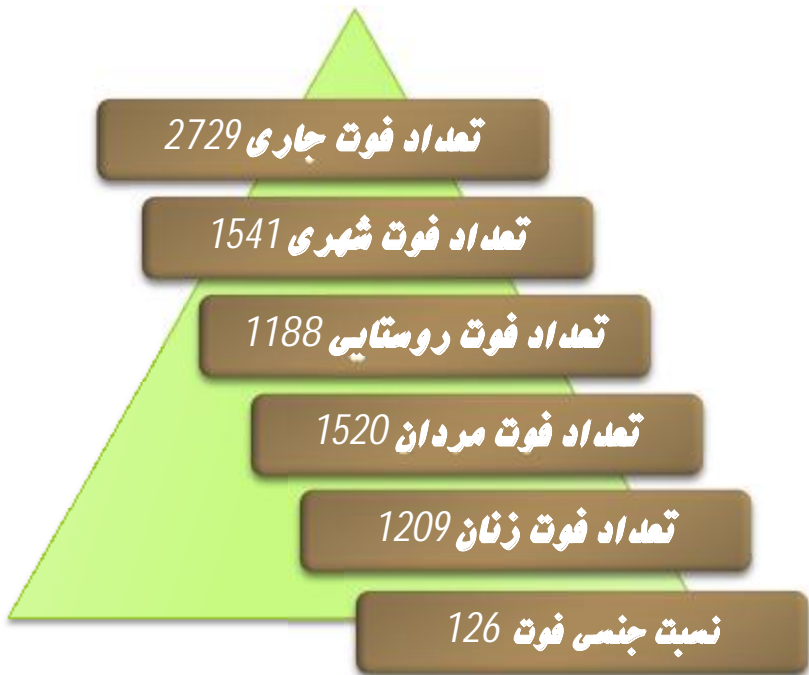 تعداد فوت جاری 2729
تعداد فوت شهری 1541
تعداد فوت روستایی 1188
تعداد فوت مردان 1520
تعداد فوت زنان 1209
نسبت جنسی فوت 126